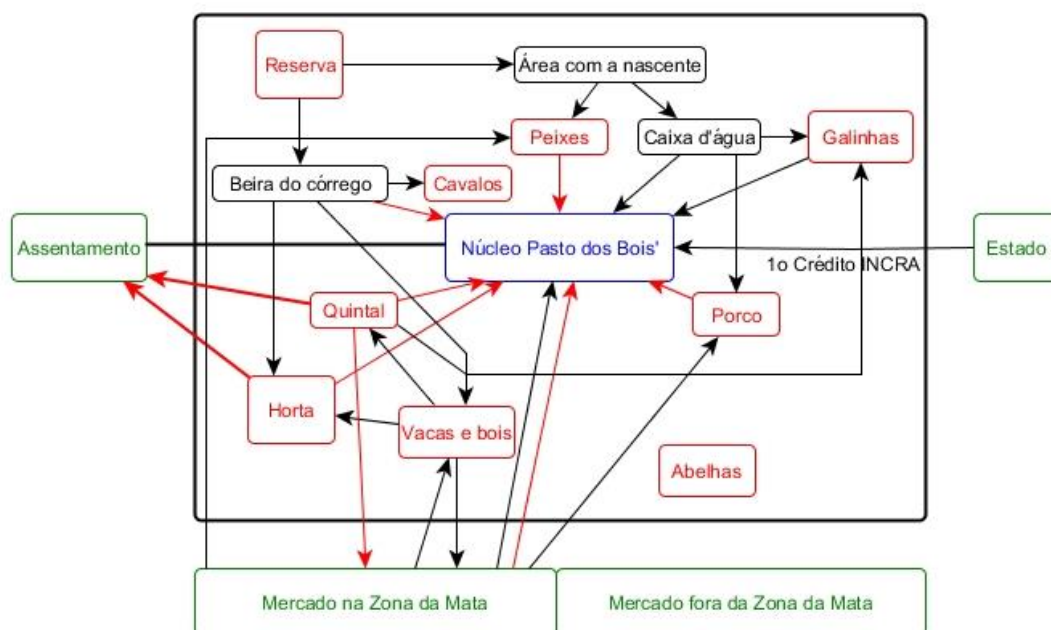 Reserva
Área com a nascente
Peixes
Caixa d'água
Galinhas
Beira do córrego
Cavalos
Assentamento
Núcleo Pasto dos Bois'
Estado
1o Crédito INCRA
Quintal
Porco
Horta
Vacas e bois
Abelhas
Mercado na Zona da Mata
Mercado fora da Zona da Mata